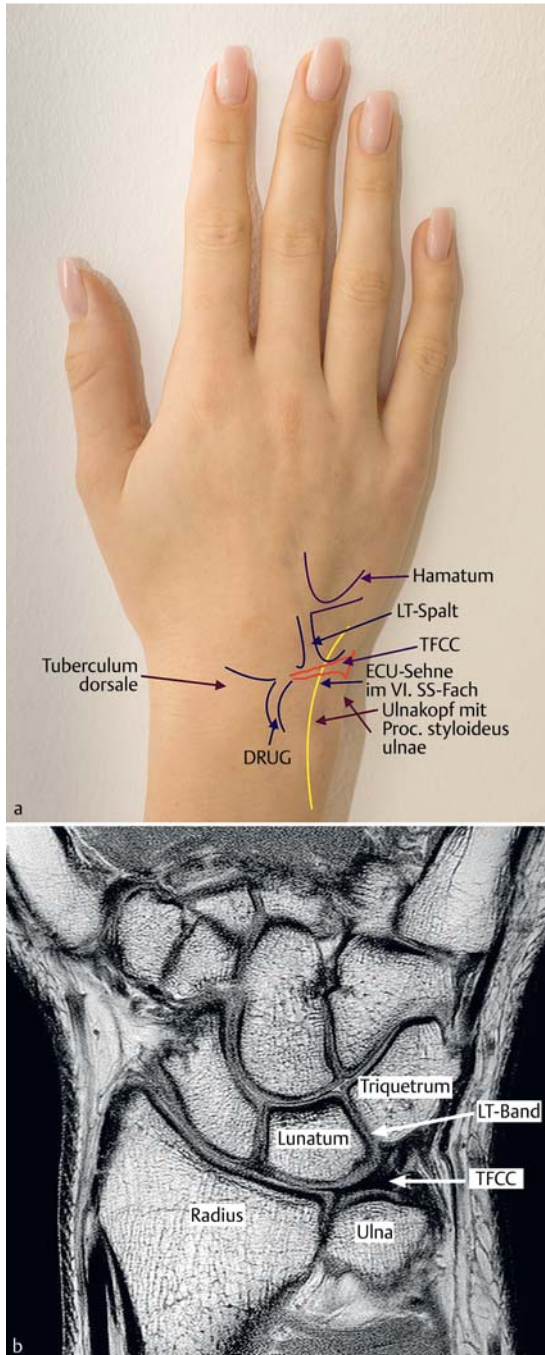 Hamatum
LT-Spalt
TFCC
Tuberculum
dorsale
ECU-Sehne
im VI. SS-Fach
Ulnakopf mit
Proc. styloideus
ulnae
DRUG
a
Triquetrum
LT-Band
Lunatum
TFCC
Radius
Ulna
b